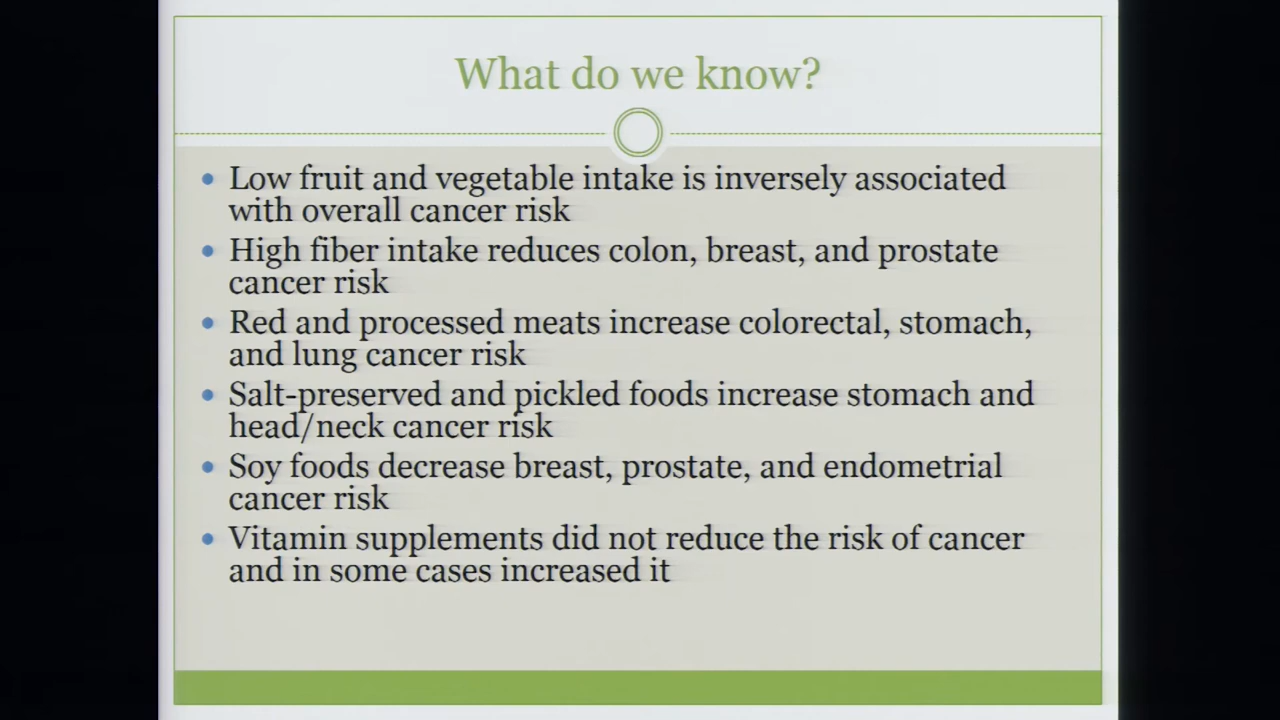 What do we know?
Low fruit and vegetable intake is inversely associated
with overall cancer risk
High fiber intake reduces colon, breast, and prostate
cancer risk
Red and processed meats increase colorectal, stomach,
and lung cancer risk
Salt-preserved and pickled foods increase stomach and
head/neck cancer risk
Soy foods decrease breast, prostate, and endometrial
cancer risk
Vitamin supplements did not reduce the risk of cancer
and in some cases increased it